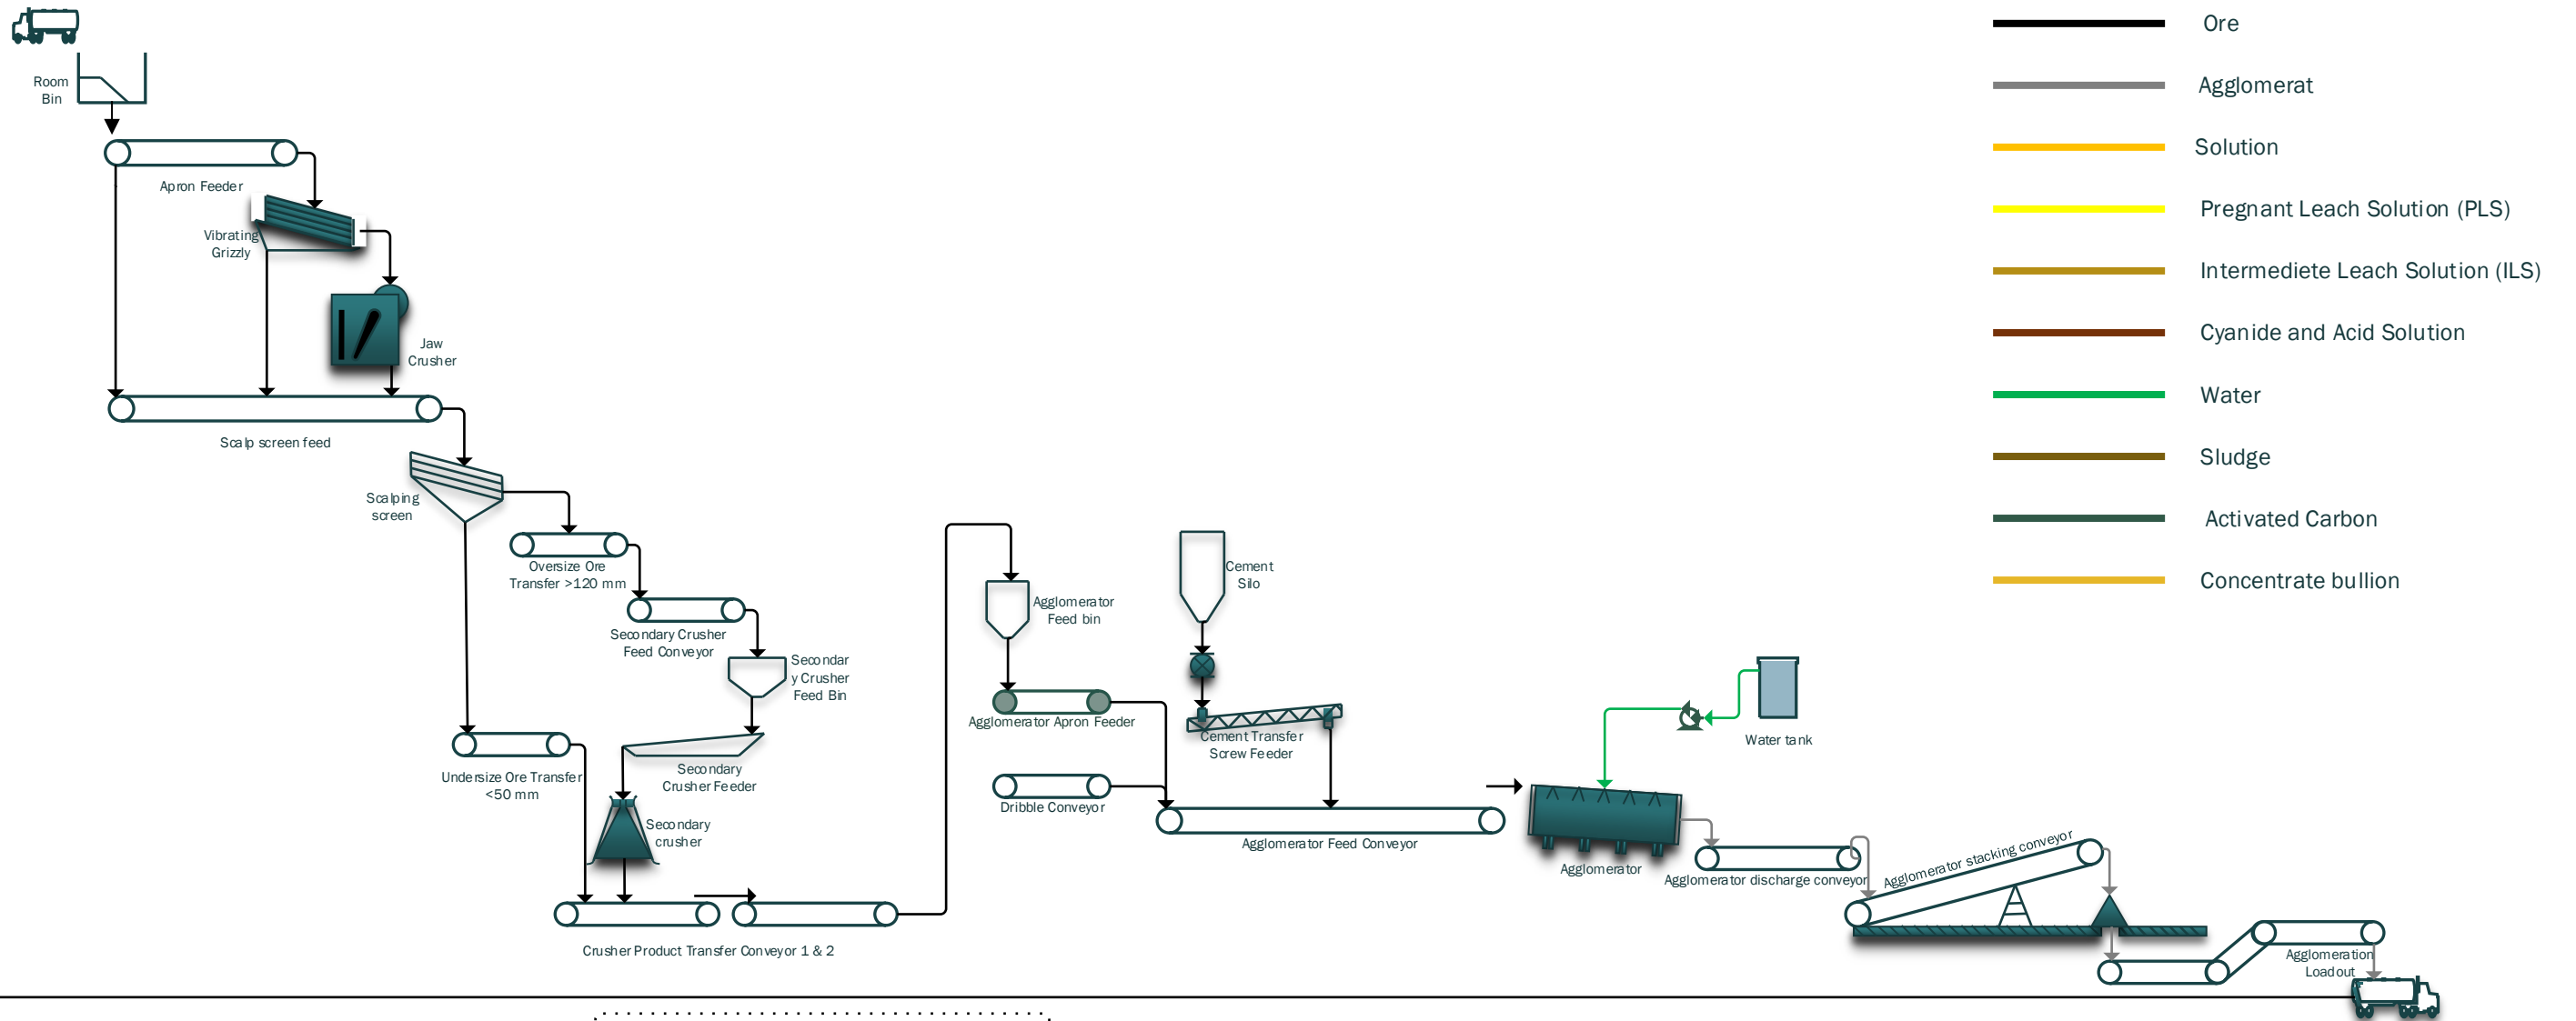 Ore
Agglomerat
Solution
Pregnant Leach Solution (PLS)
Intermediete Leach Solution (ILS)
Cyanide and Acid Solution
Water
Sludge
Activated Carbon
Concentrate bullion
Room
Bin
Apron Feeder
Vibrating
Grizzly
Jaw
Crusher
Scalp screen feed
Scalping
screen
Oversize Ore
Transfer >120 mm
Secondary Crusher
Feed Conveyor
Secondar
y Crusher
Feed Bin
Undersize Ore Transfer
<50 mm
Secondary
Crusher Feeder
Secondary
crusher
Crusher Product Transfer Conveyor 1 & 2
Agglomerator
Feed bin
Agglomerator Apron Feeder
Dribble Conveyor
Cement
Silo
Cement Transfer
Screw Feeder
Agglomerator Feed Conveyor
Water tank
Agglomerator
Agglomerator discharge conveyor
Agglomerator stacking conveyor
Agglomeration
Loadout